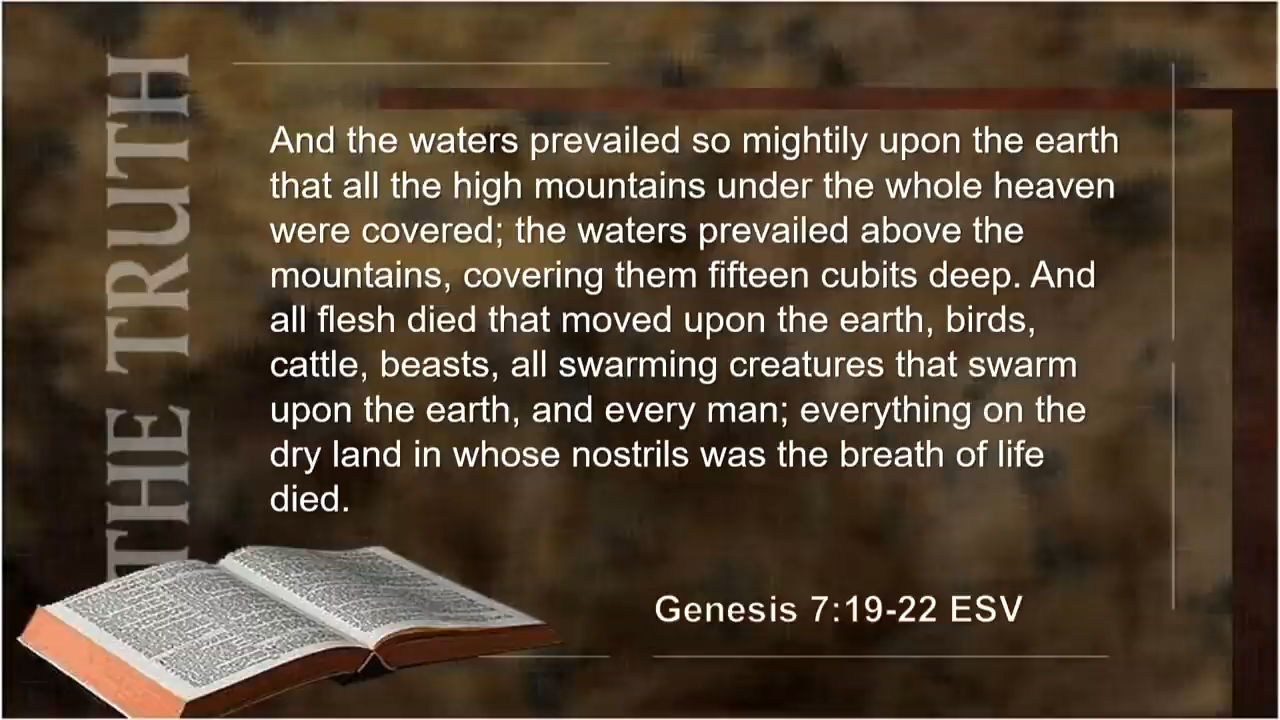 THE TRUTH
And the waters prevailed so mightily upon the earth
that all the high mountains under the whole heaven
were covered; the waters prevailed above the
mountains, covering them fifteen cubits deep. And
all flesh died that moved upon the earth, birds,
cattle, beasts, all swarming creatures that swarm
upon the earth, and every man; everything on the
dry land in whose nostrils was the breath of life
died.
Genesis 7:19-22 ESV